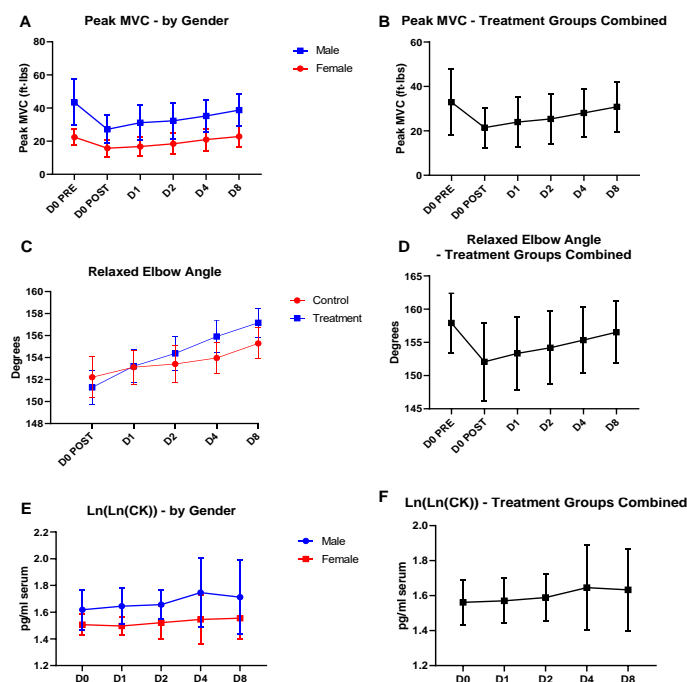 A
Peak MVC - by Gender
Male
Female
Peak MVC (ft·lbs)
80
60
40
20
0
D0 PRE
D0 POST
D1
D2
D4
D8
B
Peak MVC - Treatment Groups Combined
Peak MVC (ft·lbs)
60
40
20
0
D0 PRE
D0 POST
D1
D2
D4
D8
C
Relaxed Elbow Angle
Control
Treatment
Degrees
160
158
156
154
152
150
148
D0 POST
D1
D2
D4
D8
D
Relaxed Elbow Angle
- Treatment Groups Combined
Degrees
165
160
155
150
145
D0 PRE
D0 POST
D1
D2
D4
D8
E
Ln(Ln(CK)) - by Gender
Male
Female
pg/ml serum
2.2
2.0
1.8
1.6
1.4
1.2
D0
D1
D2
D4
D8
F
Ln(Ln(CK)) - Treatment Groups Combined
pg/ml serum
2.0
1.8
1.6
1.4
1.2
D0
D1
D2
D4
D8